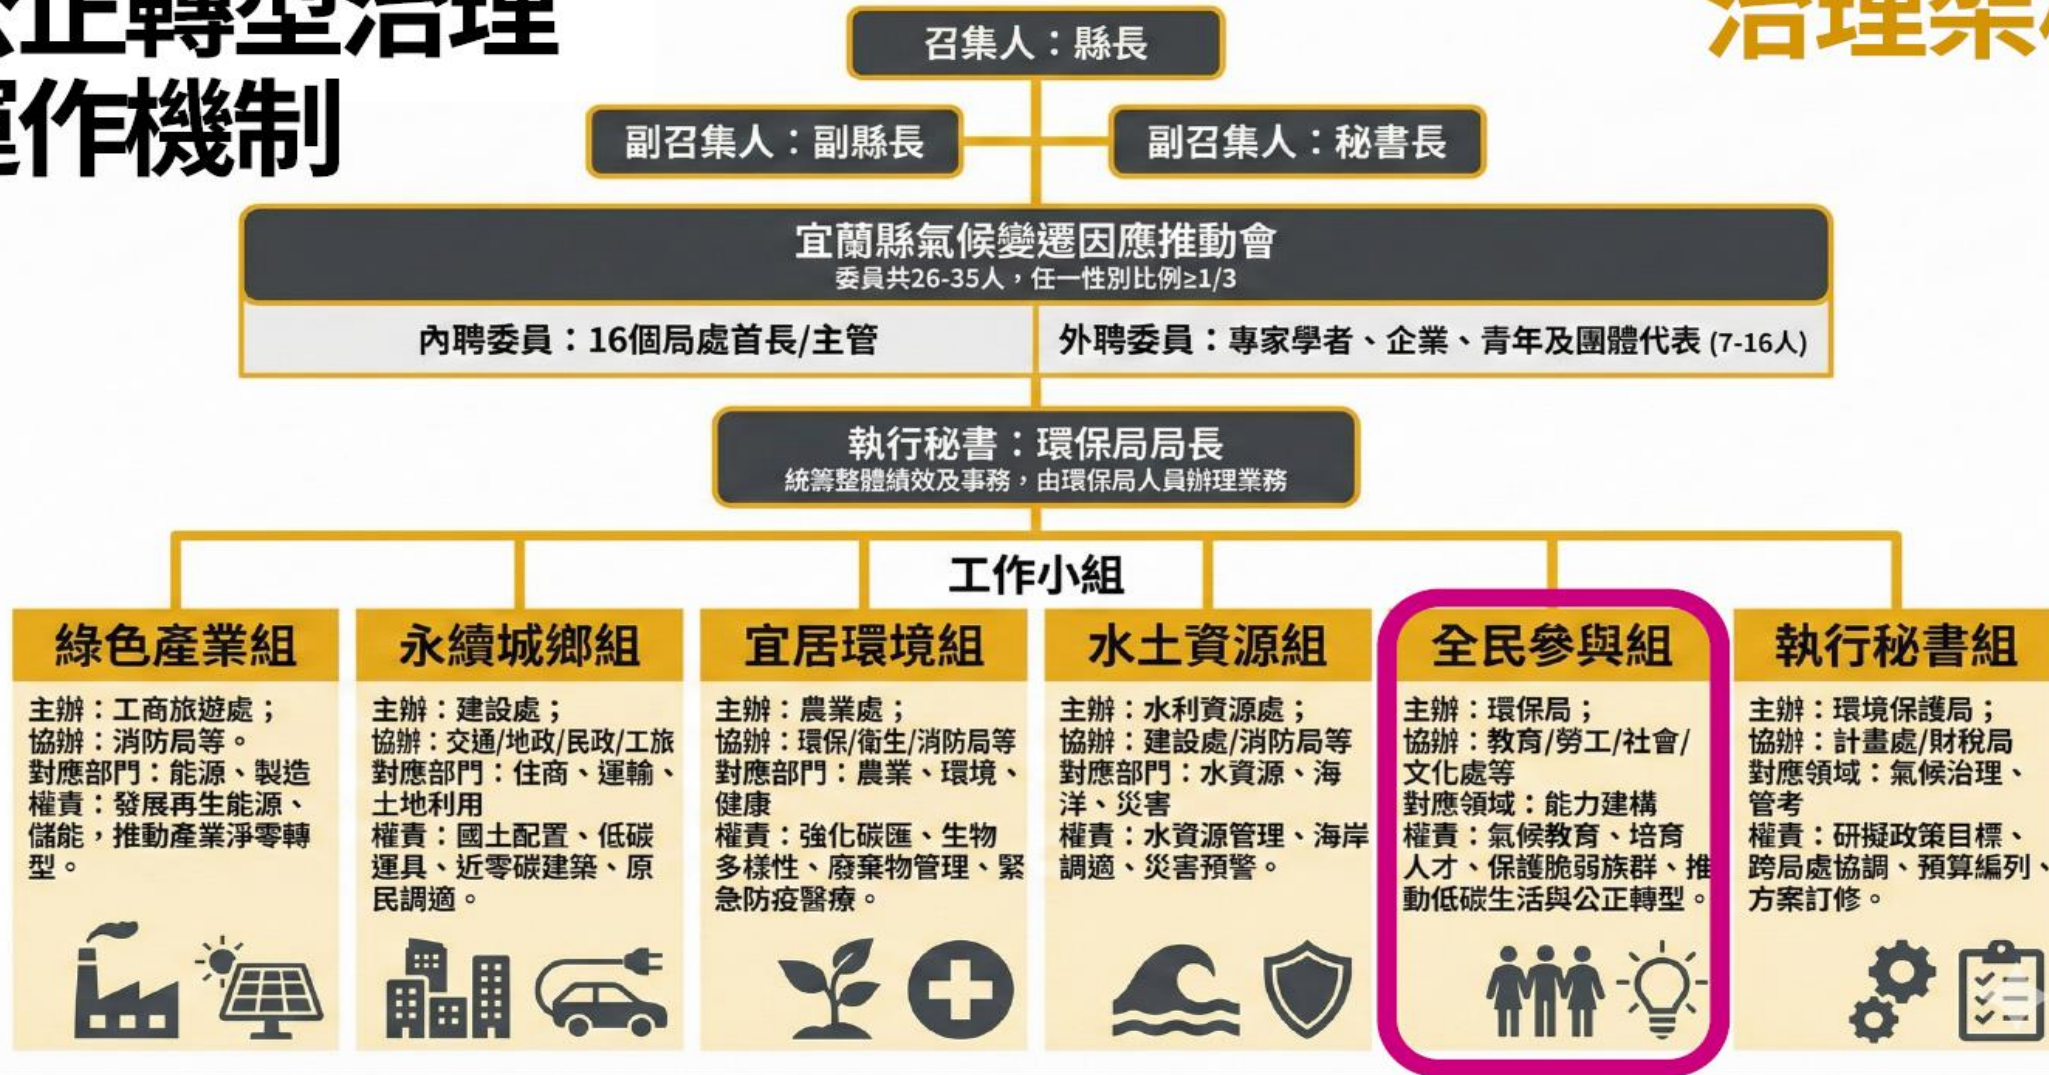 公正轉型治理
運作機制
治理架構
召集人：縣長
副召集人：副縣長
副召集人：秘書長
宜蘭縣氣候變遷因應推動會
委員共26-35人，任一性別比例≥1/3
內聘委員：16個局處首長/主管
外聘委員：專家學者、企業、青年及團體代表 (7-16人)
執行秘書：環保局局長
統籌整體績效及事務，由環保局人員辦理業務
工作小組
綠色產業組
主辦：工商旅遊處；
協辦：消防局等。
對應部門：能源、製造
權責：發展再生能源、
儲能，推動產業淨零轉
型。
永續城鄉組
主辦：建設處；
協辦：交通/地政/民政/工旅
對應部門：住商、運輸、
土地利用
權責：國土配置、低碳
運具、近零碳建築、原
民調適。
宜居環境組
主辦：農業處；
協辦：環保/衛生/消防局等
對應部門：農業、環境、
健康
權責：強化碳匯、生物
多樣性、廢棄物管理、緊
急防疫醫療。
水土資源組
主辦：水利資源處；
協辦：建設處/消防局等
對應部門：水資源、海
洋、災害
權責：水資源管理、海岸
調適、災害預警。
全民參與組
主辦：環保局；
協辦：教育/勞工/社會/
文化處等
對應領域：能力建構
權責：氣候教育、培育
人才、保護脆弱族群、推
動低碳生活與公正轉型。
執行秘書組
主辦：環境保護局；
協辦：計畫處/財稅局
對應領域：氣候治理、
管考
權責：研擬政策目標、
跨局處協調、預算編列、
方案訂修。